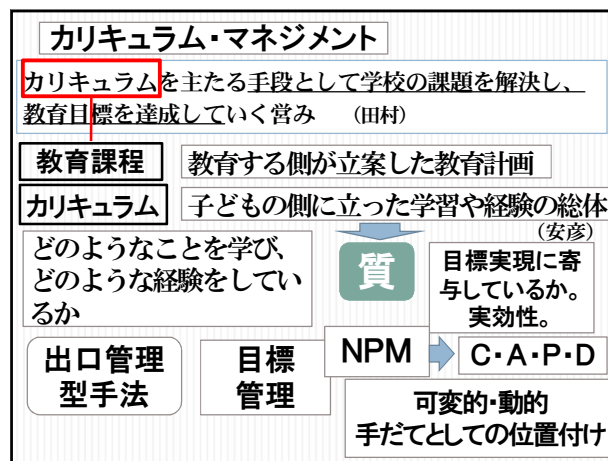 カリキュラム・マネジメント
カリキュラムを主たる手段として学校の課題を解決し、
教育目標を達成していく営み （田村）
教育課程
教育する側が立案した教育計画
カリキュラム
子どもの側に立った学習や経験の総体
（安彦）
どのようなことを学び、
どのような経験をしてい
るか
質
目標実現に寄
与しているか。
実効性。
出口管理
型手法
目標
管理
NPM
C・A・P・D
可変的・動的
手だてとしての位置付け